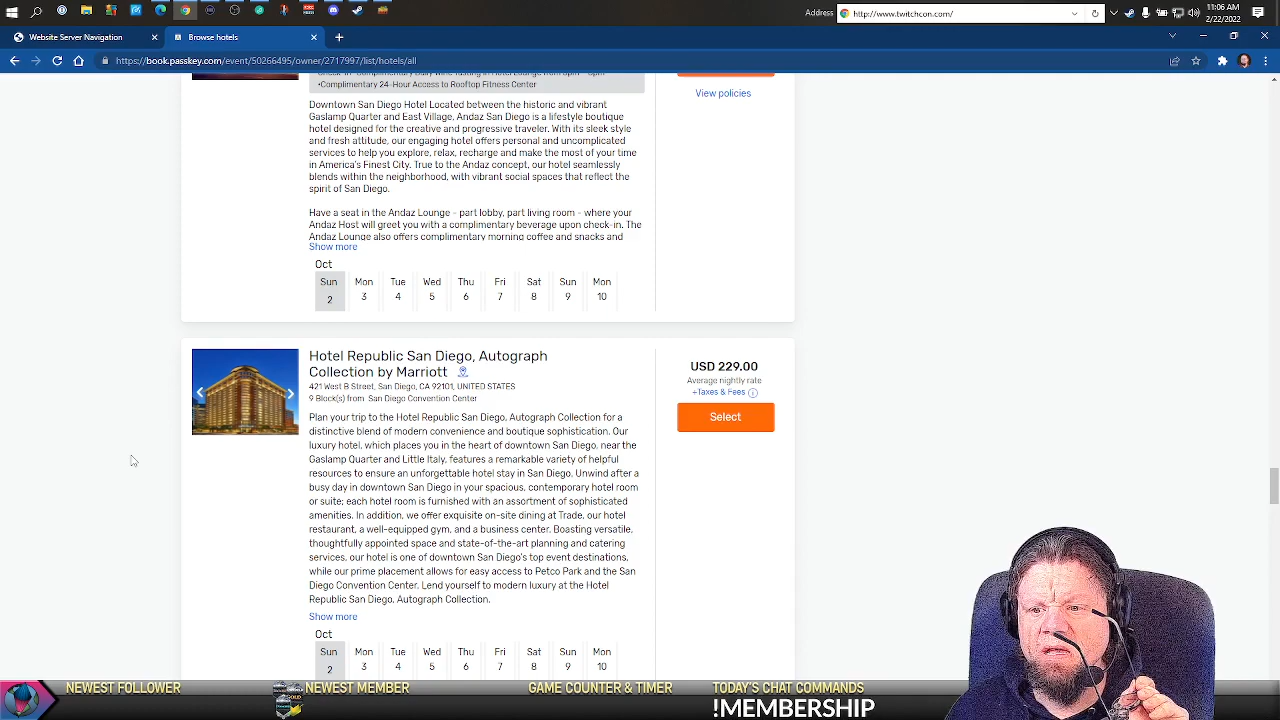 Address
http://www.twitchcon.com/
11:06 AM
2/22/2022
Website Server Navigation
Browse hotels
https://book.passkey.com/event/50266495/owner/2717997/list/hotels/all
•Complimentary 24-Hour Access to Rooftop Fitness Center
View policies
Downtown San Diego Hotel Located between the historic and vibrant
Gaslamp Quarter and East Village, Andaz San Diego is a lifestyle boutique
hotel designed for the creative and progressive traveler. With its sleek style
and fresh attitude, our engaging hotel offers personal and uncomplicated
services to help you explore, relax, recharge and make the most of your time
in America's Finest City. True to the Andaz concept, our hotel seamlessly
blends within the neighborhood, with vibrant social spaces that reflect the
spirit of San Diego.
Have a seat in the Andaz Lounge - part lobby, part living room - where your
Andaz Host will greet you with a complimentary beverage upon check-in. The
Andaz Lounge also offers complimentary morning coffee and snacks and
Show more
Oct
Sun Mon Tue Wed Thu Fri Sat Sun Mon
2 3 4 5 6 7 8 9 10
Hotel Republic San Diego, Autograph
Collection by Marriott
421 West B Street, San Diego, CA 92101, UNITED STATES
9 Block(s) from San Diego Convention Center
USD 229.00
Average nightly rate
+Taxes & Fees
Select
Plan your trip to the Hotel Republic San Diego, Autograph Collection for a
distinctive blend of modern convenience and boutique sophistication. Our
luxury hotel, which places you in the heart of downtown San Diego, near the
Gaslamp Quarter and Little Italy, features a remarkable variety of helpful
resources to ensure an unforgettable hotel stay in San Diego. Unwind after a
busy day in downtown San Diego in your spacious, contemporary hotel room
or suite; each hotel room is furnished with an assortment of sophisticated
amenities. In addition, we offer exquisite on-site dining at Trade, our hotel
restaurant, a well-equipped gym, and a business center. Boasting versatile,
thoughtfully appointed space and state-of-the-art planning and catering
services, our hotel is one of downtown San Diego's top event destinations,
while our prime placement allows for easy access to Petco Park and the San
Diego Convention Center. Lend yourself to modern luxury at the Hotel
Republic San Diego, Autograph Collection.
Show more
Oct
Sun Mon Tue Wed Thu Fri Sat Sun Mon
2 3 4 5 6 7 8 9 10
NEWEST FOLLOWER
NEWEST MEMBER
GAME COUNTER & TIMER
TODAY'S CHAT COMMANDS
!MEMBERSHIP